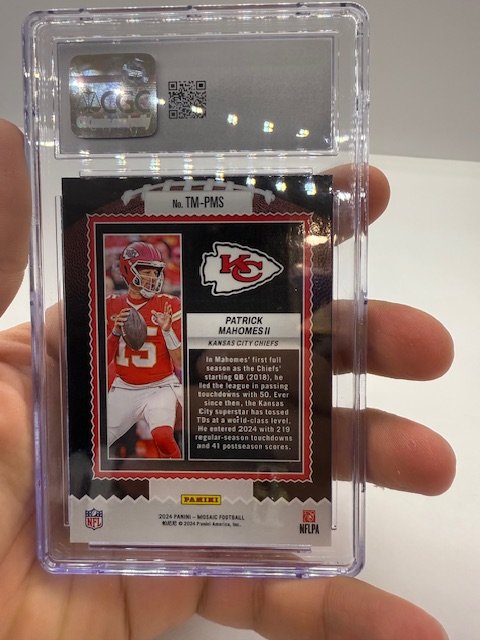 CGC
No. TM-PMS
KC
PATRICK
MAHOMES II
KANSAS CITY CHIEFS
15
In Mahomes' first full
season as the Chiefs'
starting QB (2018), he
led the league in passing
touchdowns with 50. Ever
since then, the Kansas
City superstar has tossed
TDs at a world-class level.
He entered 2024 with 219
regular-season touchdowns
and 41 postseason scores.
PANINI
2024 PANINI – MOSAIC FOOTBALL
© 2024 Panini America, Inc.
NFL
NFLPA